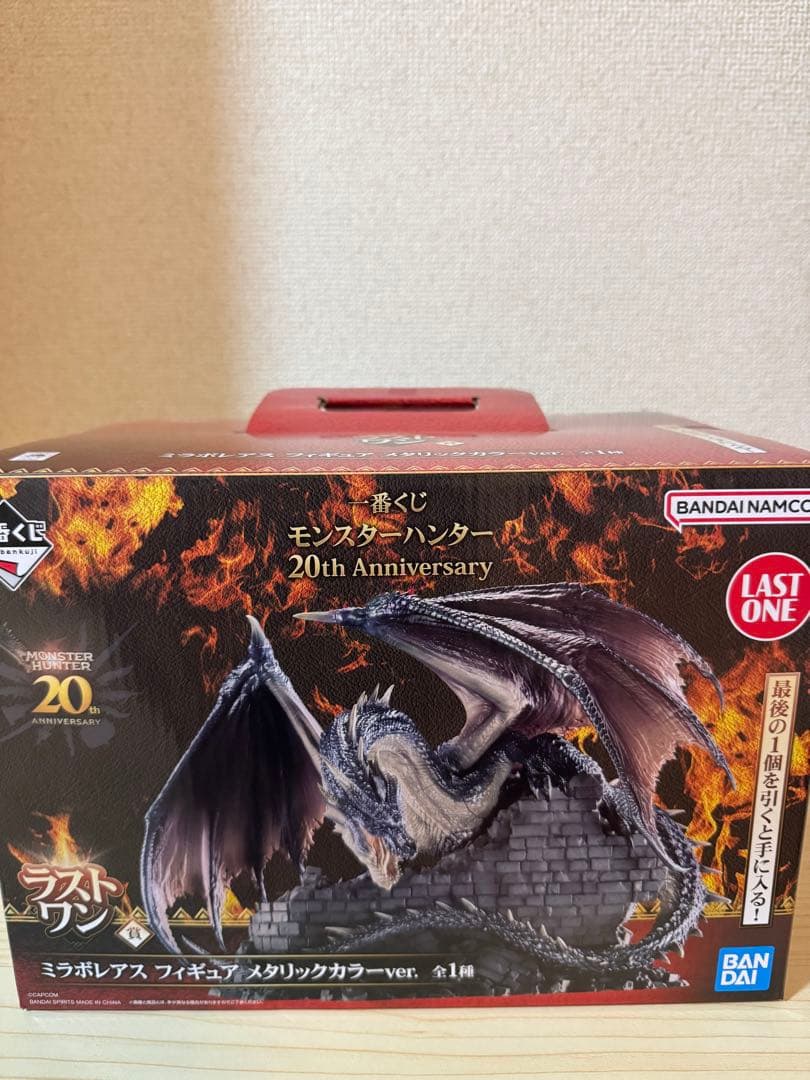 ミラボレアス フィギュア メタリックカラーver. 全1種
一番くじ
モンスターハンター
20th Anniversary
番くじ
bankuji
BANDAI NAMCO
LAST
ONE
MONSTER
HUNTER
20th
ANNIVERSARY
最後の1個を引くと手に入る!
ラスト
ワン
賞
ミラボレアス フィギュア メタリックカラーver. 全1種
©CAPCOM
BANDAI SPIRITS MADE IN CHINA
BAN
DAI